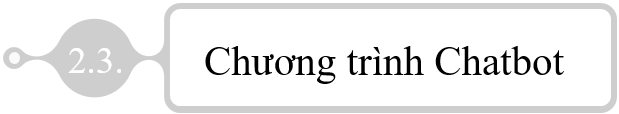 2.3. Chương trình Chatbot